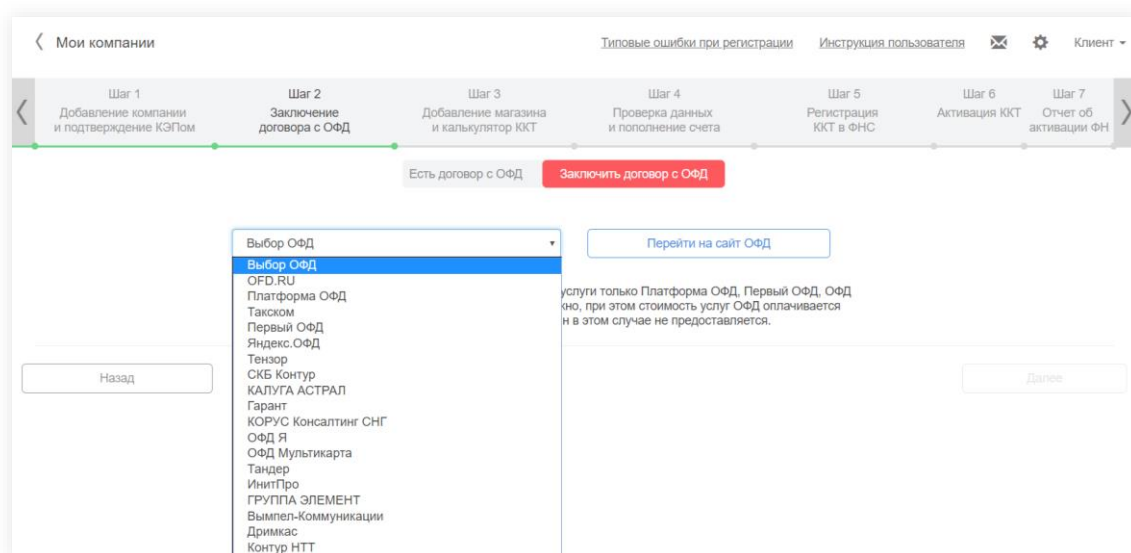 Мои компании
Типовые ошибки при регистрации Инструкция пользователя Клиент
Шаг 1
Добавление компании
и подтверждение КЭПом
Шаг 2
Заключение
договора с ОФД
Шаг 3
Добавление магазина
и калькулятор ККТ
Шаг 4
Проверка данных
и пополнение счета
Шаг 5
Регистрация
ККТ в ФНС
Шаг 6
Активация ККТ
Шаг 7
Отчет об
активации ФН
Есть договор с ОФД Заключить договор с ОФД
Выбор ОФД Перейти на сайт ОФД
Выбор ОФД
OFD.RU
Платформа ОФД
Такском
Первый ОФД
Яндекс.ОФД
Тензор
СКБ Контур
КАЛУГА АСТРАЛ
Гарант
КОРУС Консалтинг СНГ
ОФД Я
ОФД Мультикарта
Тандер
ИнитПро
ГРУППА ЭЛЕМЕНТ
Вымпел-Коммуникации
Дримкас
Контур НТТ
услуги только Платформа ОФД, Первый ОФД, ОФД
при этом стоимость услуг ОФД оплачивается
в этом случае не предоставляется.
Назад Далее